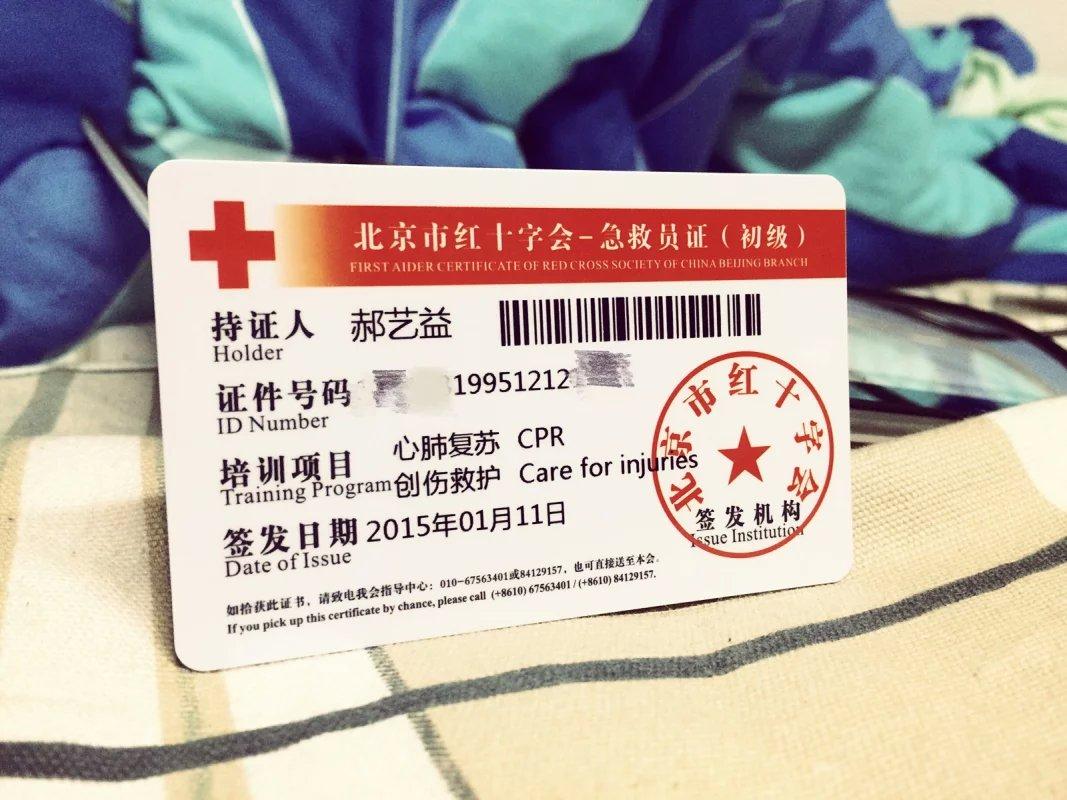 北京市红十字会-急救员证（初级）
FIRST AIDER CERTIFICATE OF RED CROSS SOCIETY OF CHINA BEIJING BRANCH
持证人 郝艺益
Holder
证件号码 19951212
ID Number
心肺复苏 CPR
培训项目
Training Program 创伤救护 Care for injuries
签发日期 2015年01月11日
Date of Issue
北京市红十字会
签发机构
Issue Institution
如拾获此证书，请致电我会指导中心：010-67563401或84129157，也可直接送至本会。
If you pick up this certificate by chance, please call (+8610) 67563401 / (+8610) 84129157.